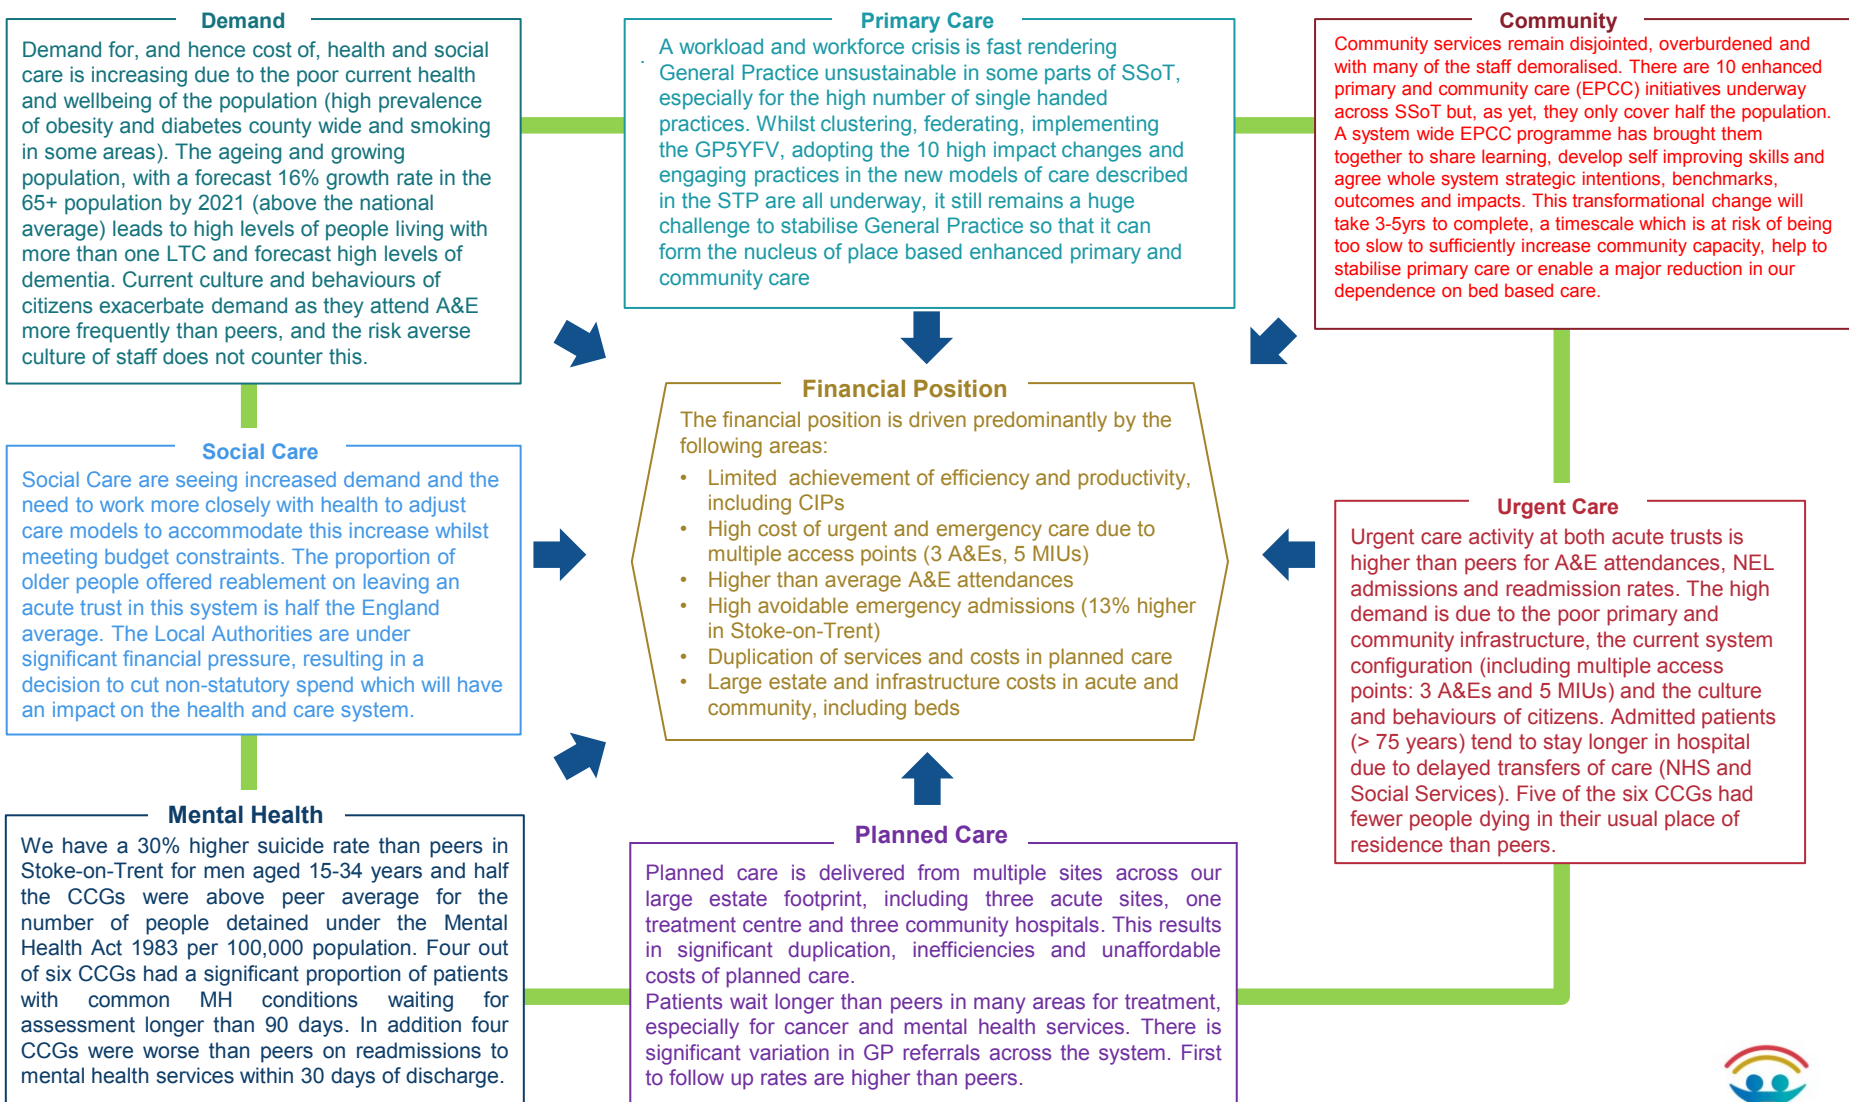 Demand
Demand for, and hence cost of, health and social
care is increasing due to the poor current health
and wellbeing of the population (high prevalence
of obesity and diabetes county wide and smoking
in some areas). The ageing and growing
population, with a forecast 16% growth rate in the
65+ population by 2021 (above the national
average) leads to high levels of people living with
more than one LTC and forecast high levels of
dementia. Current culture and behaviours of
citizens exacerbate demand as they attend A&E
more frequently than peers, and the risk averse
culture of staff does not counter this.
Primary Care
A workload and workforce crisis is fast rendering
General Practice unsustainable in some parts of SSoT,
especially for the high number of single handed
practices. Whilst clustering, federating, implementing
the GP5YFV, adopting the 10 high impact changes and
engaging practices in the new models of care described
in the STP are all underway, it still remains a huge
challenge to stabilise General Practice so that it can
form the nucleus of place based enhanced primary and
community care
Community
Community services remain disjointed, overburdened and
with many of the staff demoralised. There are 10 enhanced
primary and community care (EPCC) initiatives underway
across SSoT but, as yet, they only cover half the population.
A system wide EPCC programme has brought them
together to share learning, develop self improving skills and
agree whole system strategic intentions, benchmarks,
outcomes and impacts. This transformational change will
take 3-5yrs to complete, a timescale which is at risk of being
too slow to sufficiently increase community capacity, help to
stabilise primary care or enable a major reduction in our
dependence on bed based care.
Social Care
Social Care are seeing increased demand and the
need to work more closely with health to adjust
care models to accommodate this increase whilst
meeting budget constraints. The proportion of
older people offered reablement on leaving an
acute trust in this system is half the England
average. The Local Authorities are under
significant financial pressure, resulting in a
decision to cut non-statutory spend which will have
an impact on the health and care system.
Financial Position
The financial position is driven predominantly by the
following areas:
• Limited achievement of efficiency and productivity,
including CIPs
• High cost of urgent and emergency care due to
multiple access points (3 A&Es, 5 MIUs)
• Higher than average A&E attendances
• High avoidable emergency admissions (13% higher
in Stoke-on-Trent)
• Duplication of services and costs in planned care
• Large estate and infrastructure costs in acute and
community, including beds
Urgent Care
Urgent care activity at both acute trusts is
higher than peers for A&E attendances, NEL
admissions and readmission rates. The high
demand is due to the poor primary and
community infrastructure, the current system
configuration (including multiple access
points: 3 A&Es and 5 MIUs) and the culture
and behaviours of citizens. Admitted patients
(> 75 years) tend to stay longer in hospital
due to delayed transfers of care (NHS and
Social Services). Five of the six CCGs had
fewer people dying in their usual place of
residence than peers.
Mental Health
We have a 30% higher suicide rate than peers in
Stoke-on-Trent for men aged 15-34 years and half
the CCGs were above peer average for the
number of people detained under the Mental
Health Act 1983 per 100,000 population. Four out
of six CCGs had a significant proportion of patients
with common MH conditions waiting for
assessment longer than 90 days. In addition four
CCGs were worse than peers on readmissions to
mental health services within 30 days of discharge.
Planned Care
Planned care is delivered from multiple sites across our
large estate footprint, including three acute sites, one
treatment centre and three community hospitals. This results
in significant duplication, inefficiencies and unaffordable
costs of planned care.
Patients wait longer than peers in many areas for treatment,
especially for cancer and mental health services. There is
significant variation in GP referrals across the system. First
to follow up rates are higher than peers.